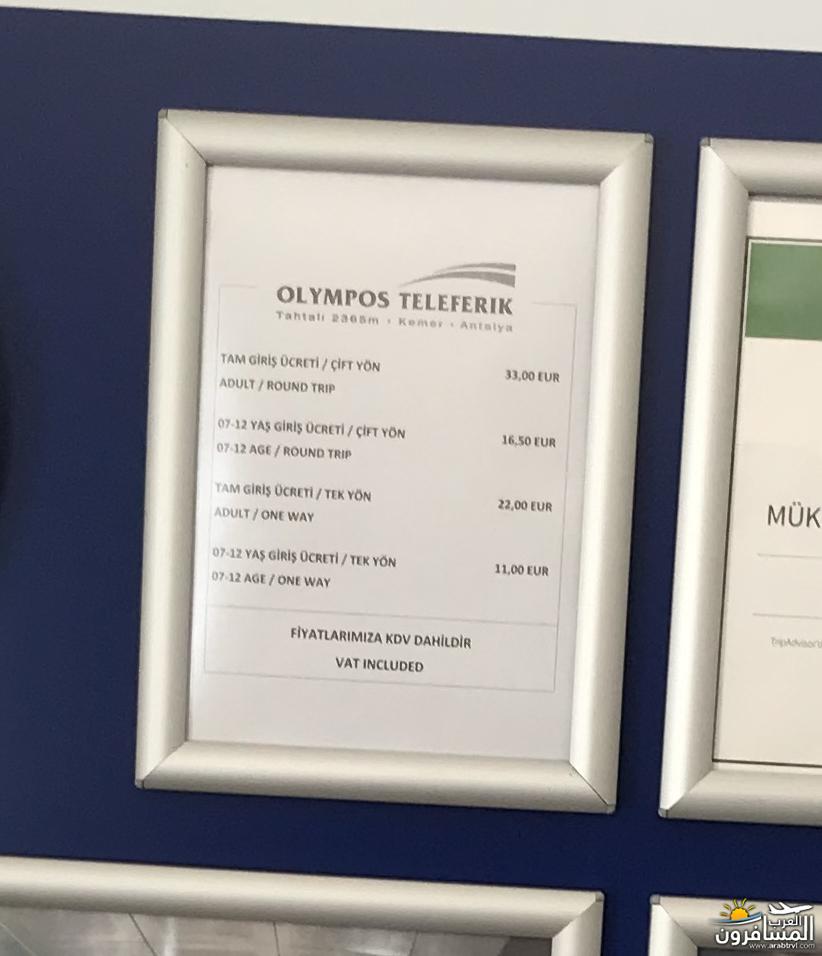 OLYMPOS TELEFERIK
Tahtalı 2365m • Kemer • Antalya
TAM GİRİŞ ÜCRETİ / ÇİFT YÖN
ADULT / ROUND TRIP
33,00 EUR
07-12 YAŞ GİRİŞ ÜCRETİ / ÇİFT YÖN
07-12 AGE / ROUND TRIP
16,50 EUR
TAM GİRİŞ ÜCRETİ / TEK YÖN
ADULT / ONE WAY
22,00 EUR
07-12 YAŞ GİRİŞ ÜCRETİ / TEK YÖN
07-12 AGE / ONE WAY
11,00 EUR
FİYATLARIMIZA KDV DAHİLDİR
VAT INCLUDED
MÜK
العرب
المسافرون
www.arabtrvl.com